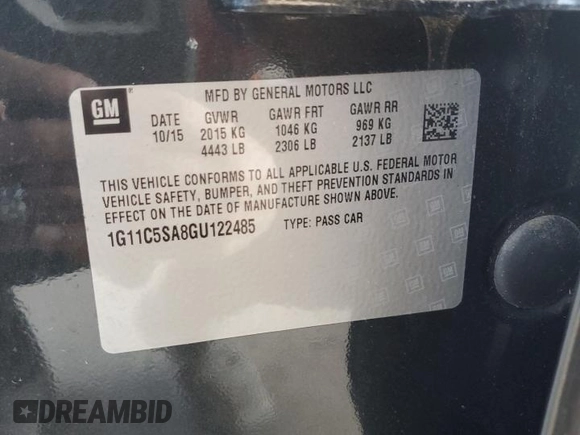 GM
MFD BY GENERAL MOTORS LLC
DATE GVWR GAWR FRT GAWR RR
10/15 2015 KG 1046 KG 969 KG
4443 LB 2306 LB 2137 LB
THIS VEHICLE CONFORMS TO ALL APPLICABLE U.S. FEDERAL MOTOR
VEHICLE SAFETY, BUMPER, AND THEFT PREVENTION STANDARDS IN
EFFECT ON THE DATE OF MANUFACTURE SHOWN ABOVE.
1G11C5SA8GU122485 TYPE: PASS CAR
DREAMBID